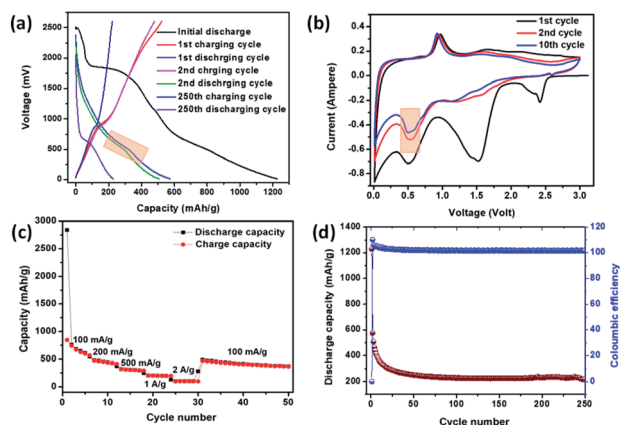 (a)
2500
2000
1500
1000
500
0
Voltage (mV)
0 200 400 600 800 1000 1200
Capacity (mAh/g)
Initial discharge
1st charging cycle
1st dischrging cycle
2nd chrging cycle
2nd dischrging cycle
250th charging cycle
250th dischrging cycle
(b)
0.4
0.2
0.0
-0.2
-0.4
-0.6
-0.8
Current (Ampere)
0.0 0.5 1.0 1.5 2.0 2.5 3.0
Voltage (Volt)
1st cycle
2nd cycle
10th cycle
(c)
3000
2500
2000
1500
1000
500
0
Capacity (mAh/g)
Discharge capacity
Charge capacity
100 mA/g
200 mA/g
500 mA/g
1 A/g
2 A/g
100 mA/g
0 10 20 30 40 50
Cycle number
(d)
1400
1200
1000
800
600
400
200
Discharge capacity (mAh/g)
120
100
80
60
40
20
0
Coloumbic efficiency
0 50 100 150 200 250
Cycle number